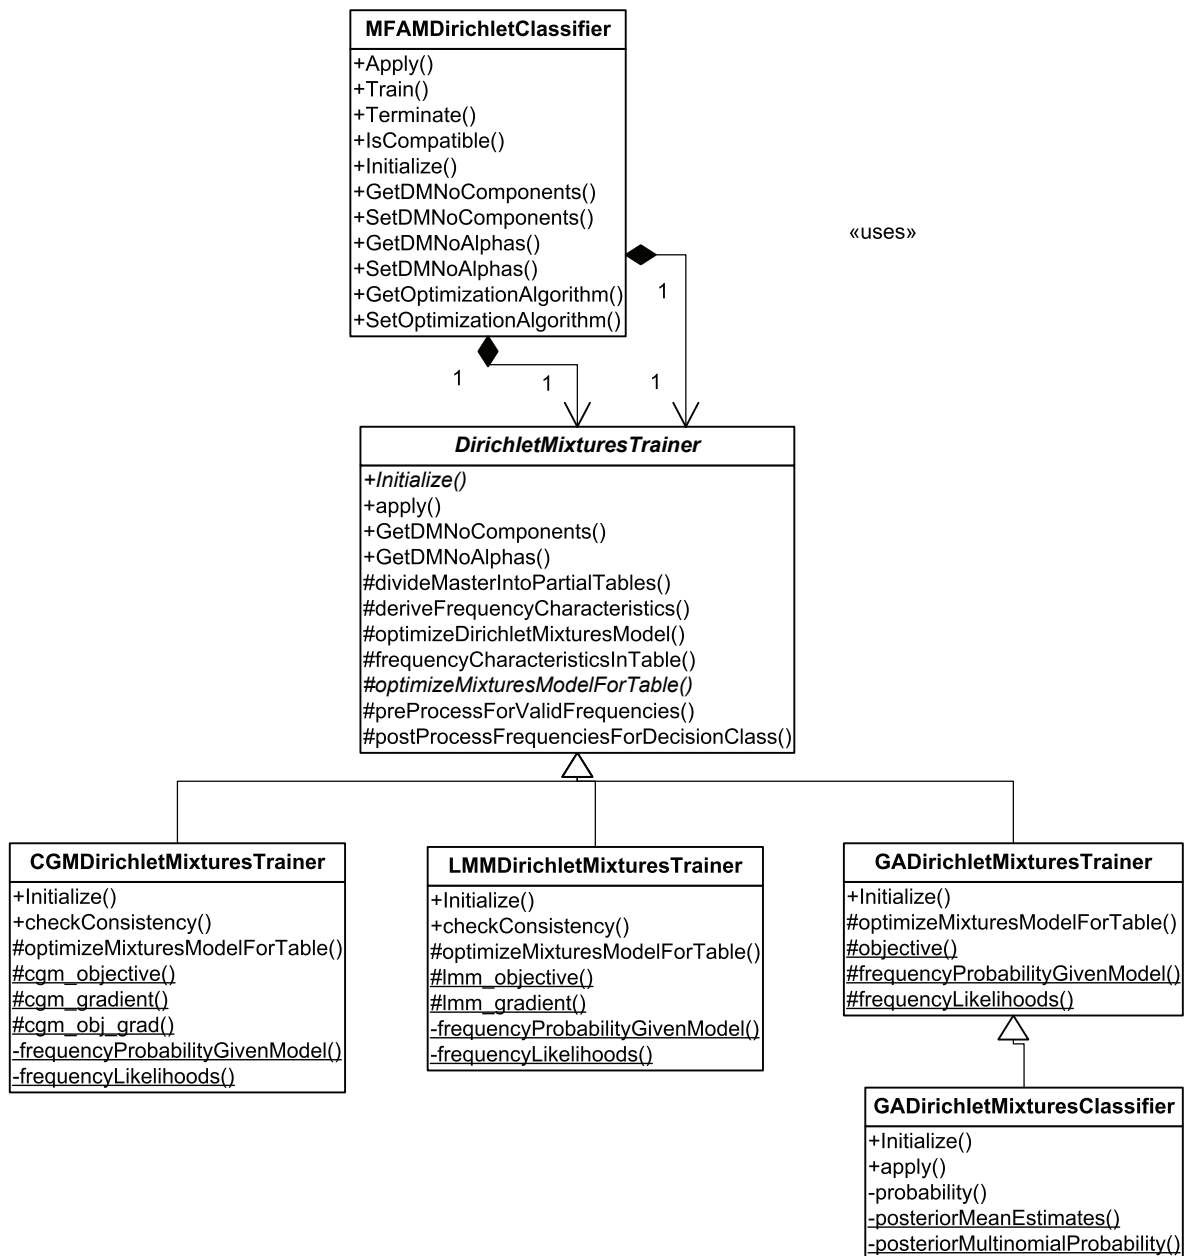 MFAMDirichletClassifier
+Apply()
+Train()
+Terminate()
+IsCompatible()
+Initialize()
+GetDMNoComponents()
+SetDMNoComponents()
+GetDMNoAlphas()
+SetDMNoAlphas()
+GetOptimizationAlgorithm()
+SetOptimizationAlgorithm()
«uses»
1
1
1
1
DirichletMixturesTrainer
+Initialize()
+apply()
+GetDMNoComponents()
+GetDMNoAlphas()
#divideMasterIntoPartialTables()
#deriveFrequencyCharacteristics()
#optimizeDirichletMixturesModel()
#frequencyCharacteristicsInTable()
#optimizeMixturesModelForTable()
#preProcessForValidFrequencies()
#postProcessFrequenciesForDecisionClass()
CGMDirichletMixturesTrainer
+Initialize()
+checkConsistency()
#optimizeMixturesModelForTable()
#cgm_objective()
#cgm_gradient()
#cgm_obj_grad()
-frequencyProbabilityGivenModel()
-frequencyLikelihoods()
LMMDirichletMixturesTrainer
+Initialize()
+checkConsistency()
#optimizeMixturesModelForTable()
#lmm_objective()
#lmm_gradient()
-frequencyProbabilityGivenModel()
-frequencyLikelihoods()
GADirichletMixturesTrainer
+Initialize()
#optimizeMixturesModelForTable()
#objective()
#frequencyProbabilityGivenModel()
#frequencyLikelihoods()
GADirichletMixturesClassifier
+Initialize()
+apply()
-probability()
-posteriorMeanEstimates()
-posteriorMultinomialProbability()